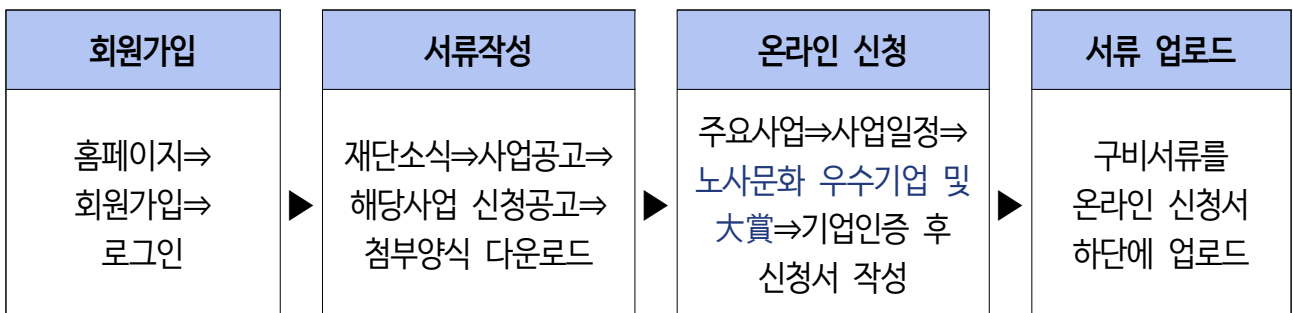 회원가입
홈페이지⇒
회원가입⇒
로그인
▶
서류작성
재단소식⇒사업공고⇒
해당사업 신청공고⇒
첨부양식 다운로드
▶
온라인 신청
주요사업⇒사업일정⇒
노사문화 우수기업 및
大賞⇒기업인증 후
신청서 작성
▶
서류 업로드
구비서류를
온라인 신청서
하단에 업로드